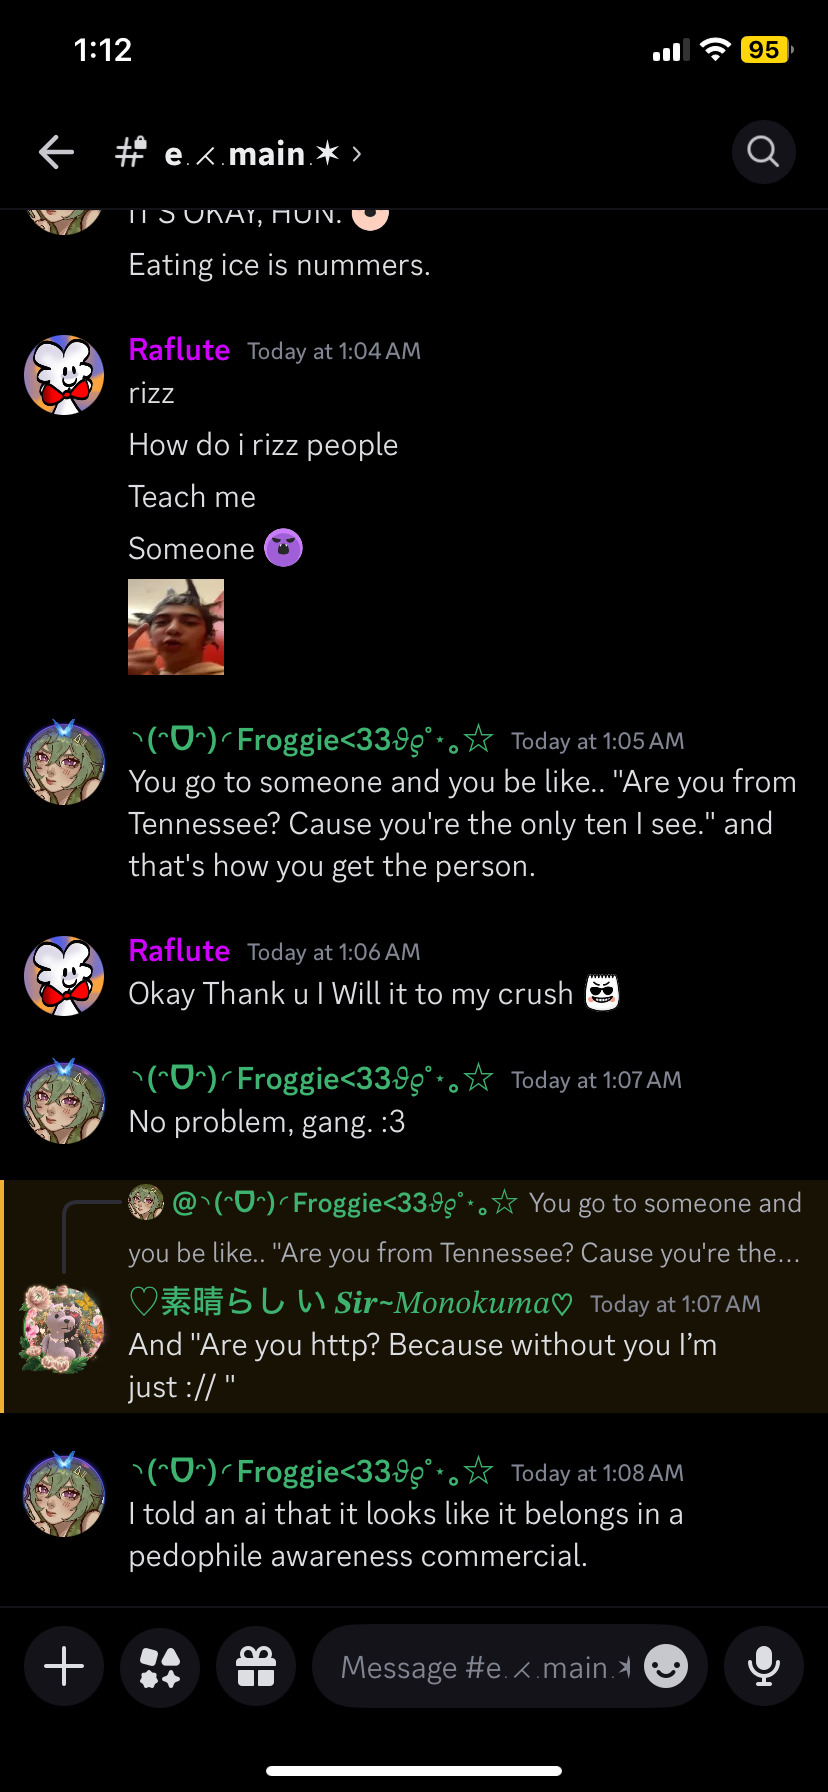 1:12
95
# e.⼢.main.✶ ›
IT'S OKAY, HUN.
Eating ice is nummers.
Raflute Today at 1:04 AM
rizz
How do i rizz people
Teach me
Someone
◝(ᵔᗜᵔ)◜Froggie<33𝜗𝜚˚⋆｡☆ Today at 1:05 AM
You go to someone and you be like.. "Are you from
Tennessee? Cause you're the only ten I see." and
that's how you get the person.
Raflute Today at 1:06 AM
Okay Thank u I Will it to my crush
◝(ᵔᗜᵔ)◜Froggie<33𝜗𝜚˚⋆｡☆ Today at 1:07 AM
No problem, gang. :3
@◝(ᵔᗜᵔ)◜Froggie<33𝜗𝜚˚⋆｡☆ You go to someone and
you be like.. "Are you from Tennessee? Cause you're the...
♡素晴らし い 𝑺𝒊𝒓~𝑀𝑜𝑛𝑜𝑘𝑢𝑚𝑎♡ Today at 1:07 AM
And "Are you http? Because without you I’m
just :// "
◝(ᵔᗜᵔ)◜Froggie<33𝜗𝜚˚⋆｡☆ Today at 1:08 AM
I told an ai that it looks like it belongs in a
pedophile awareness commercial.
Message #e.⼢.main.✶